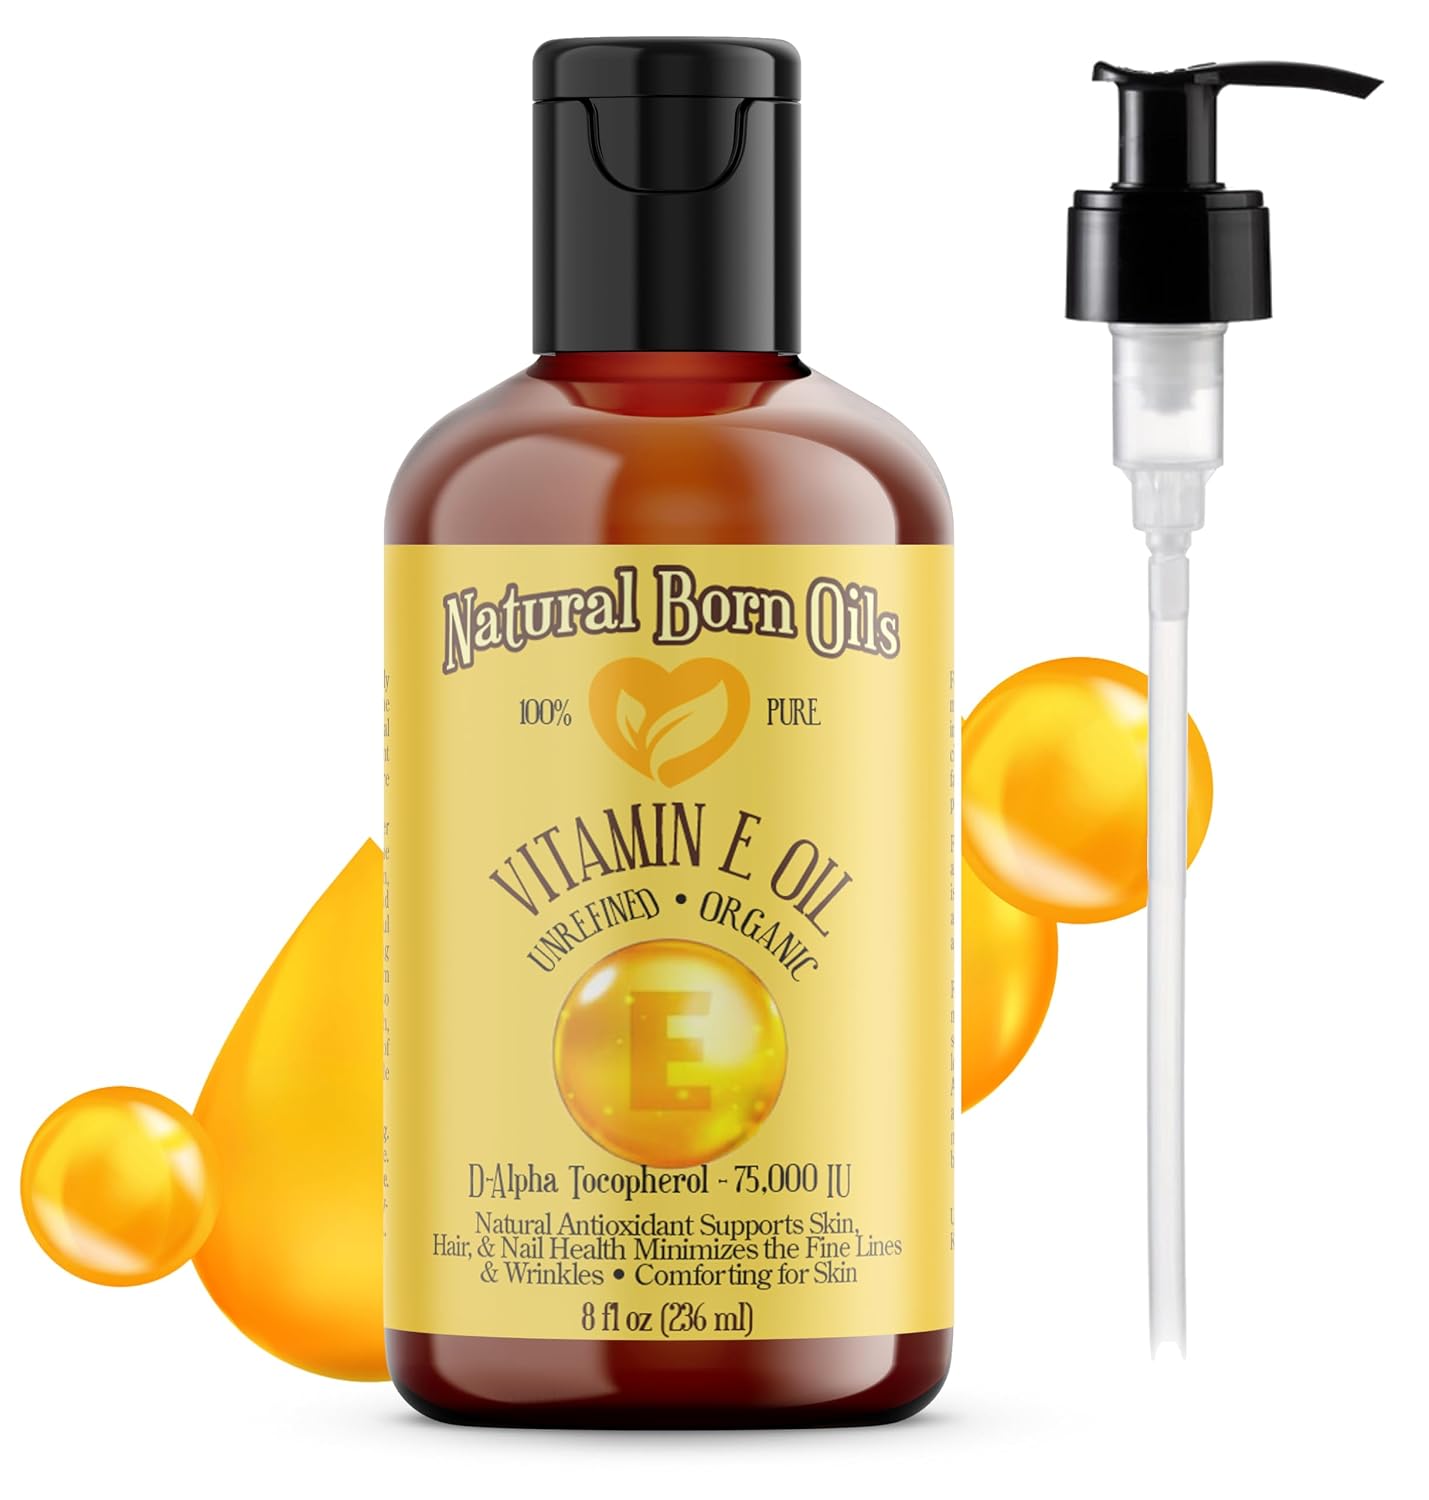 Natural Born Oils
100% PURE
VITAMIN E OIL
UNREFINED • ORGANIC
E
D-Alpha Tocopherol - 75,000 IU
Natural Antioxidant Supports Skin,
Hair, & Nail Health Minimizes the Fine Lines
& Wrinkles • Comforting for Skin
8 fl oz (236 ml)